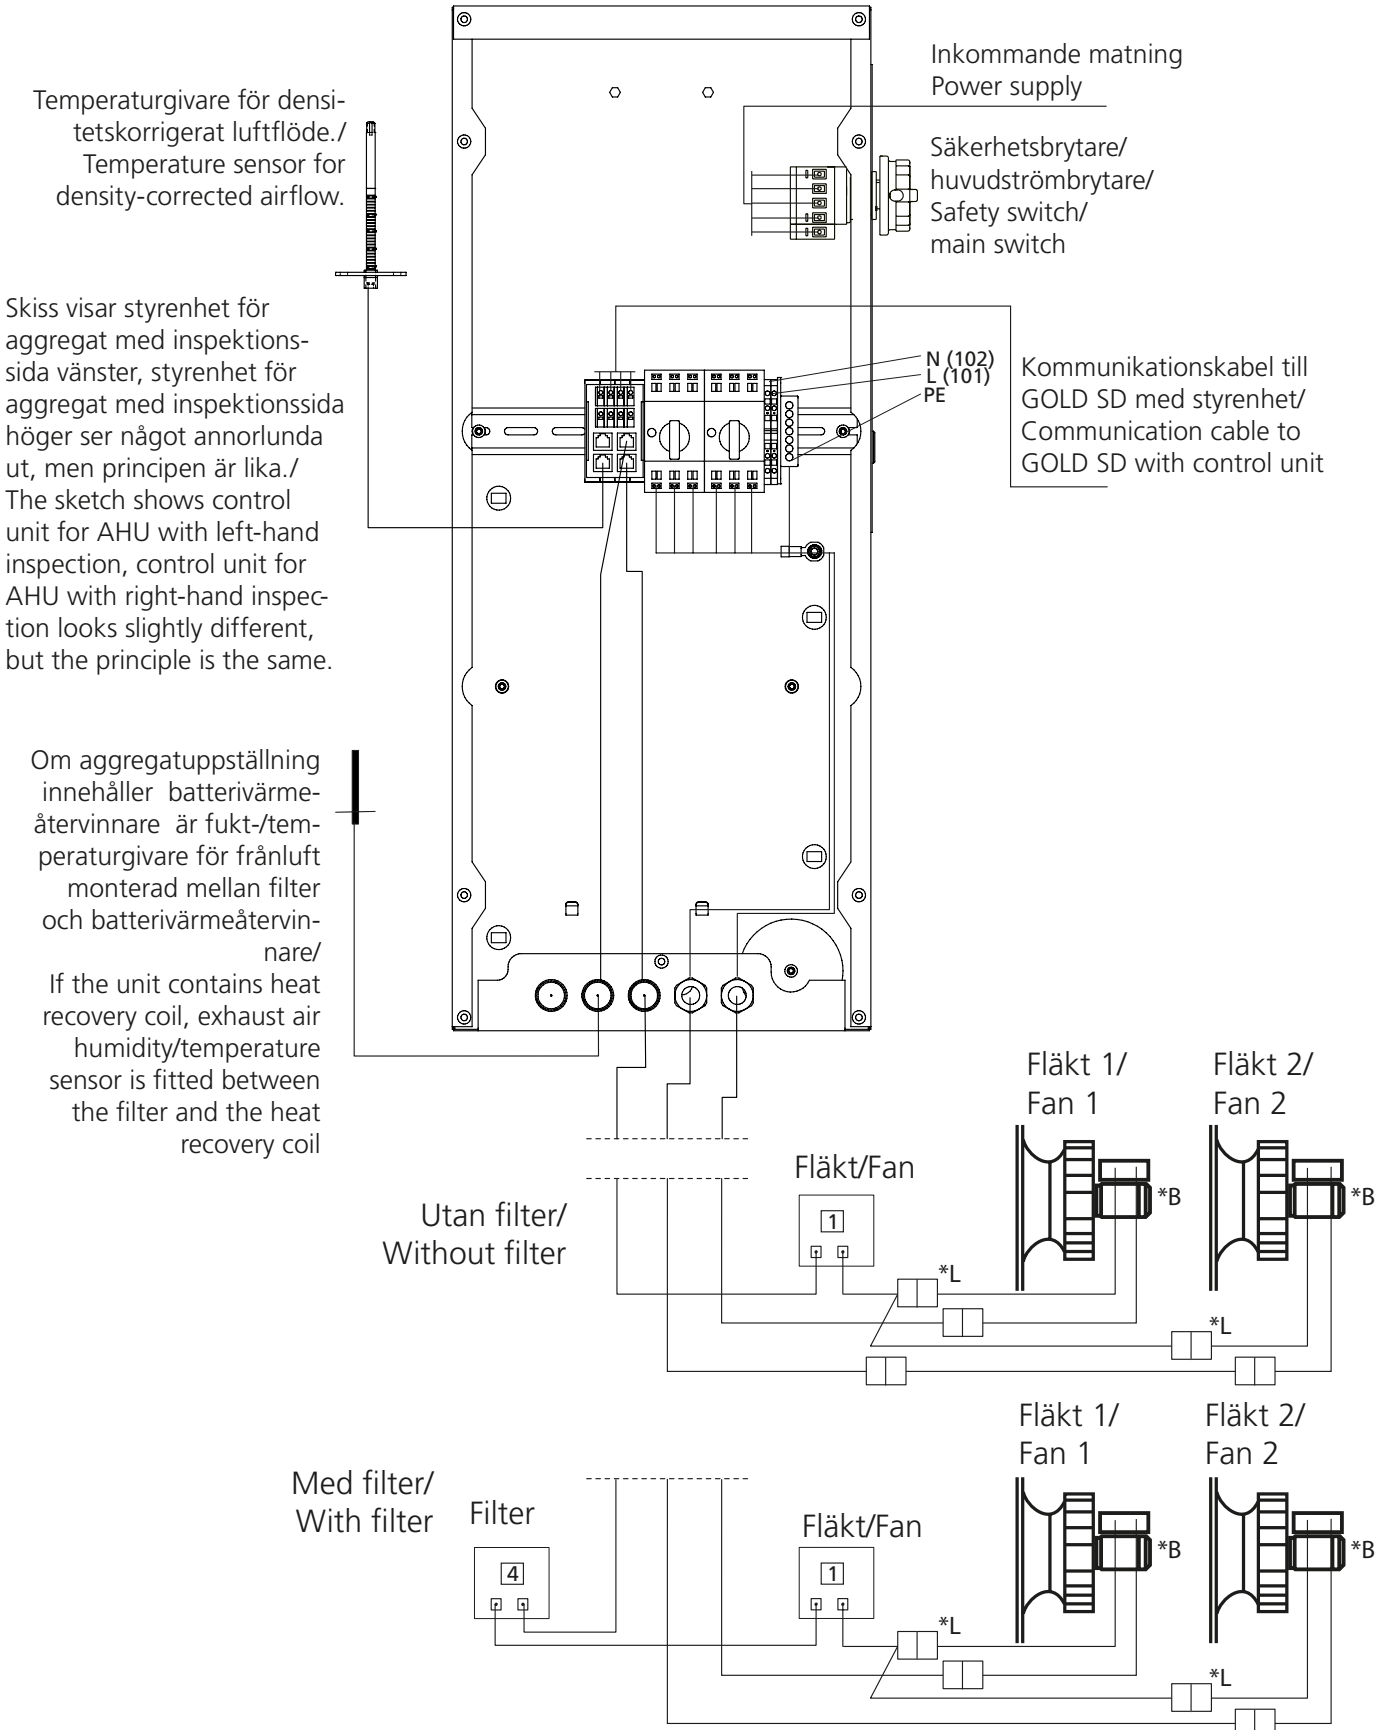 Inkommande matning
Power supply
Temperaturgivare för densi-
tetskorrigerat luftflöde./
Temperature sensor for
density-corrected airflow.
Säkerhetsbrytare/
huvudströmbrytare/
Safety switch/
main switch
Skiss visar styrenhet för
aggregat med inspektions-
sida vänster, styrenhet för
aggregat med inspektionssida
höger ser något annorlunda
ut, men principen är lika./
The sketch shows control
unit for AHU with left-hand
inspection, control unit for
AHU with right-hand inspec-
tion looks slightly different,
but the principle is the same.
N (102)
L (101)
PE
Kommunikationskabel till
GOLD SD med styrenhet/
Communication cable to
GOLD SD with control unit
Om aggregatuppställning
innehåller batterivärme-
återvinnare är fukt-/tem-
peraturgivare för frånluft
monterad mellan filter
och batterivärmeåtervin-
nare/
If the unit contains heat
recovery coil, exhaust air
humidity/temperature
sensor is fitted between
the filter and the heat
recovery coil
Fläkt 1/
Fan 1
Fläkt 2/
Fan 2
Utan filter/
Without filter
Fläkt/Fan
1
*B
*B
*L
*L
Fläkt 1/
Fan 1
Fläkt 2/
Fan 2
Med filter/
With filter
Filter
4
Fläkt/Fan
1
*B
*B
*L
*L